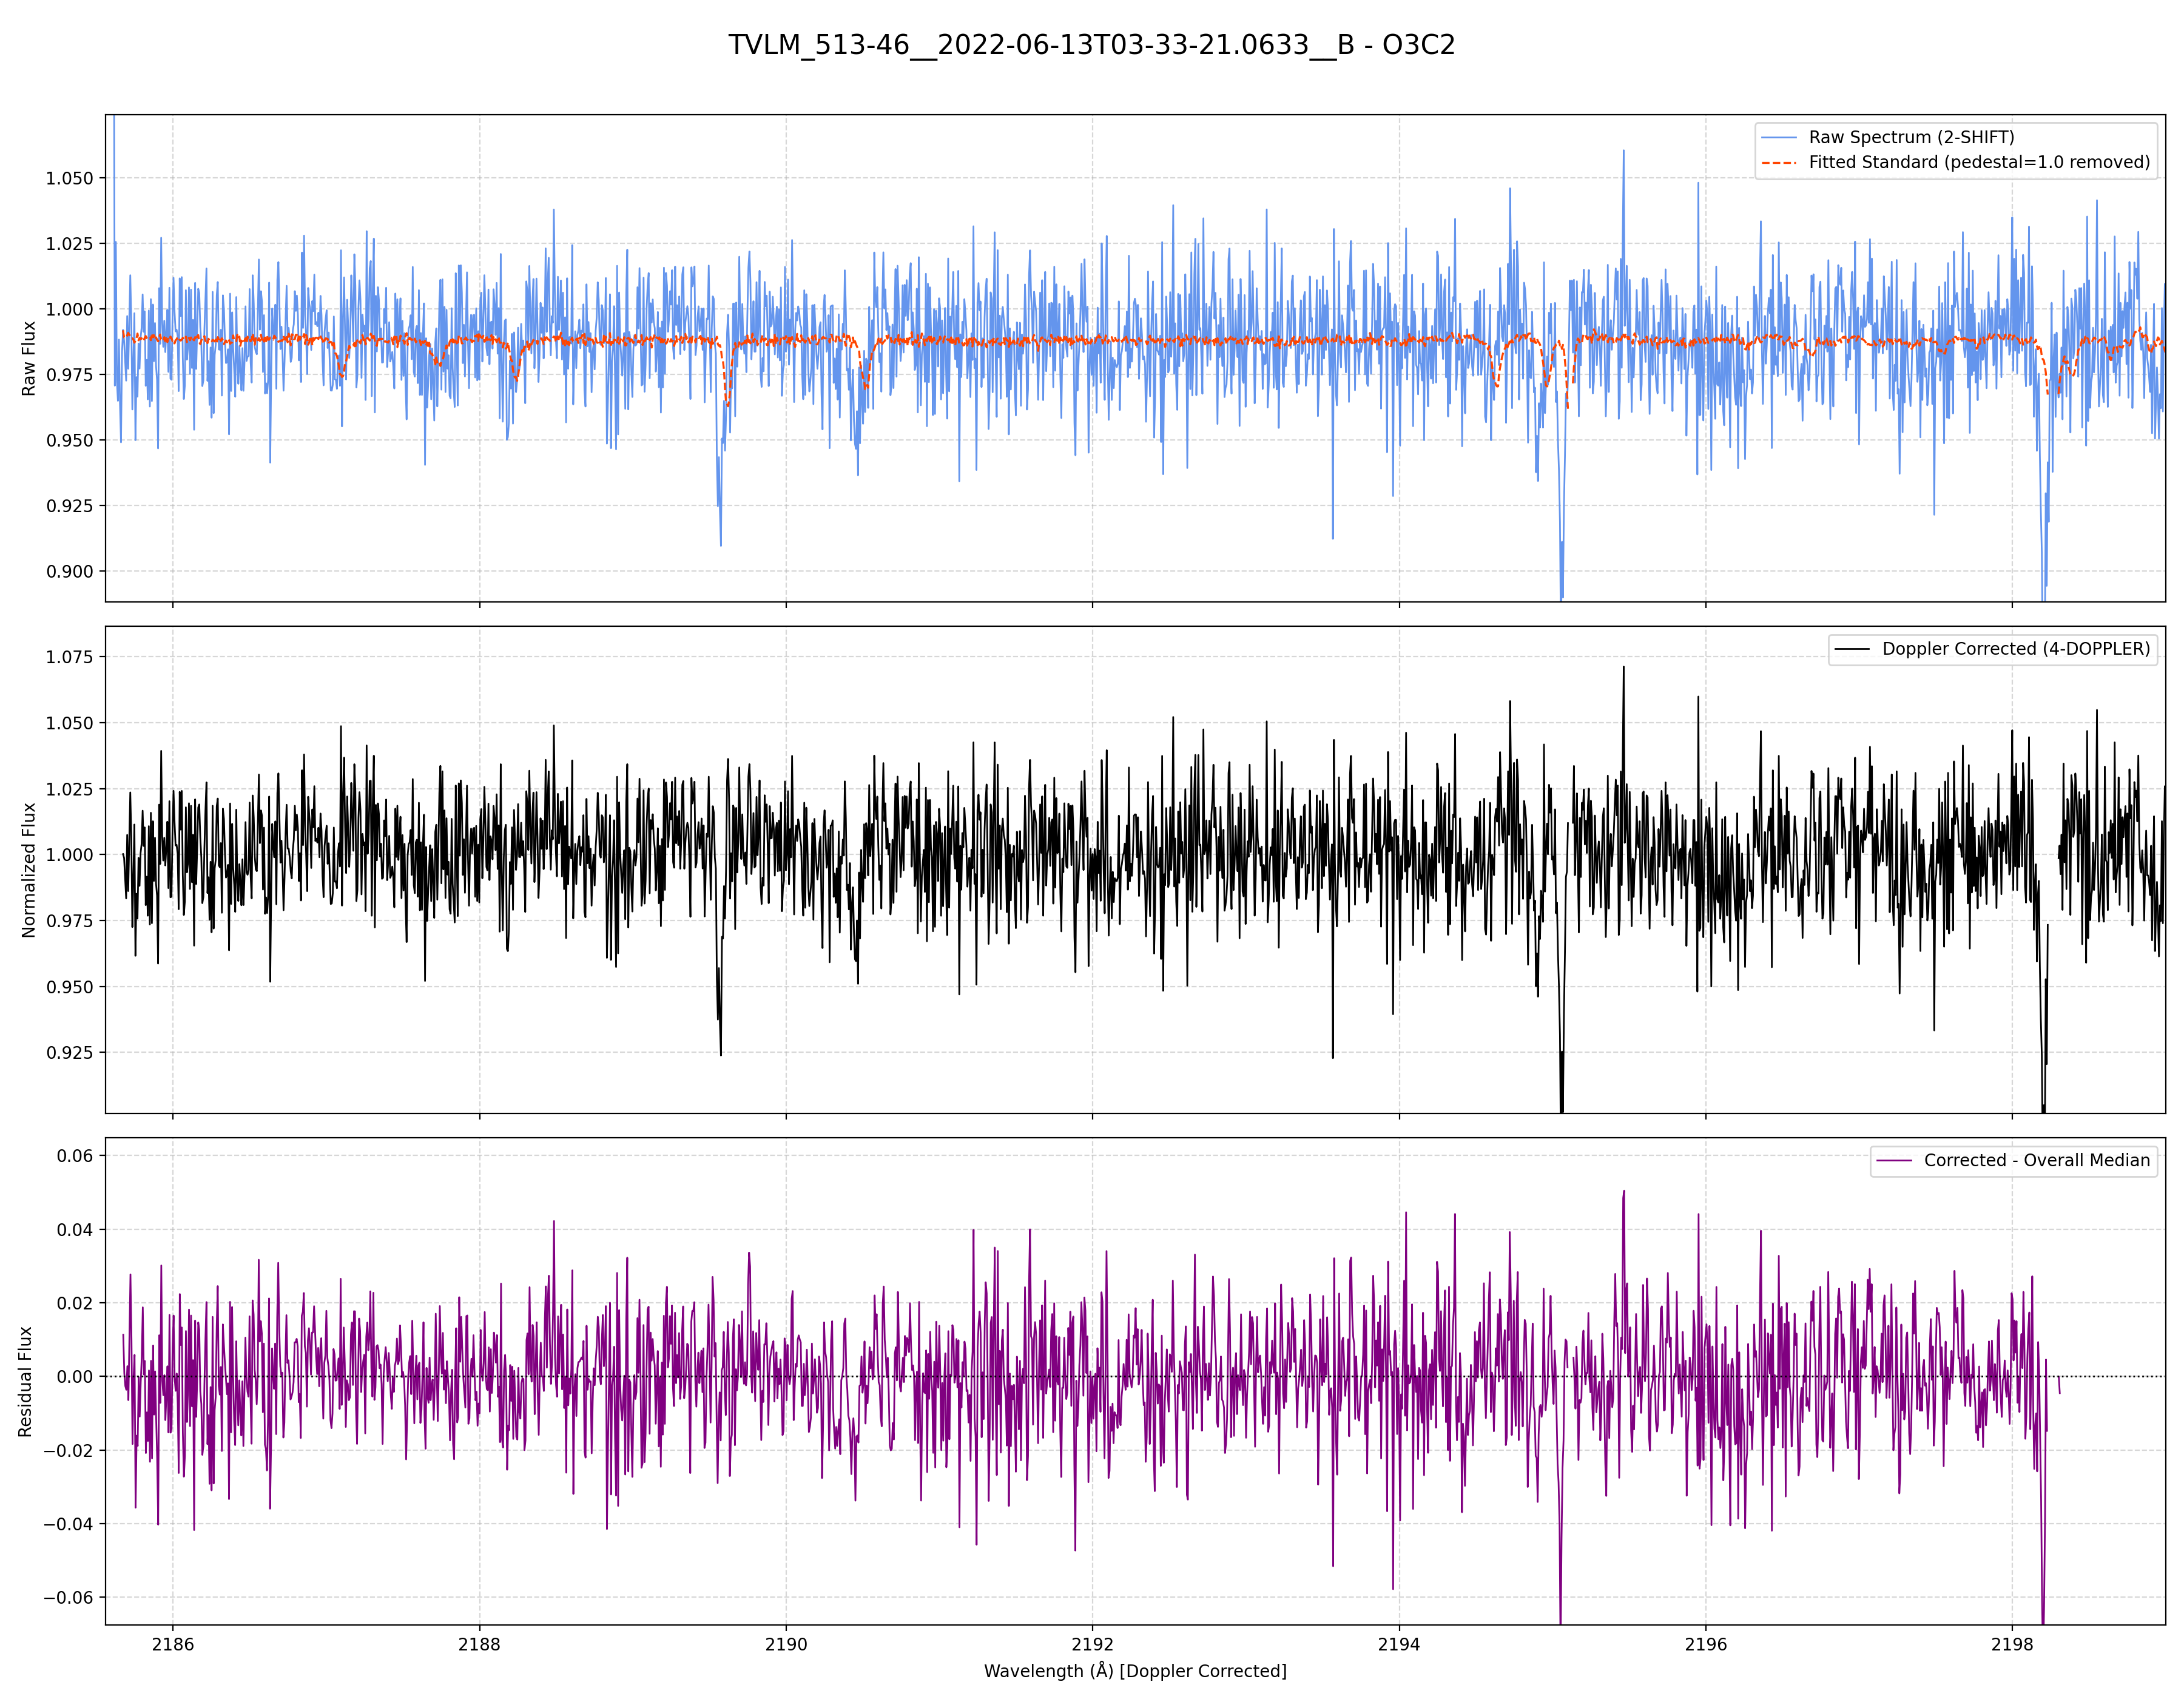 TVLM_513-46__2022-06-13T03-33-21.0633__B - O3C2
Raw Spectrum (2-SHIFT)
Fitted Standard (pedestal=1.0 removed)
Raw Flux
1.050
1.025
1.000
0.975
0.950
0.925
0.900
Doppler Corrected (4-DOPPLER)
Normalized Flux
1.075
1.050
1.025
1.000
0.975
0.950
0.925
Corrected - Overall Median
Residual Flux
0.06
0.04
0.02
0.00
−0.02
−0.04
−0.06
2186 2188 2190 2192 2194 2196 2198
Wavelength (Å) [Doppler Corrected]